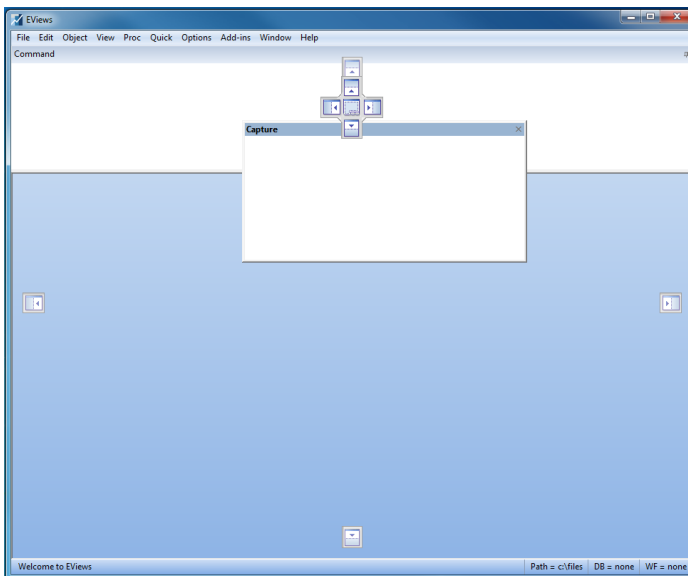 EViews
File Edit Object View Proc Quick Options Add-ins Window Help
Command
Capture
Welcome to EViews Path = c:\files DB = none WF = none